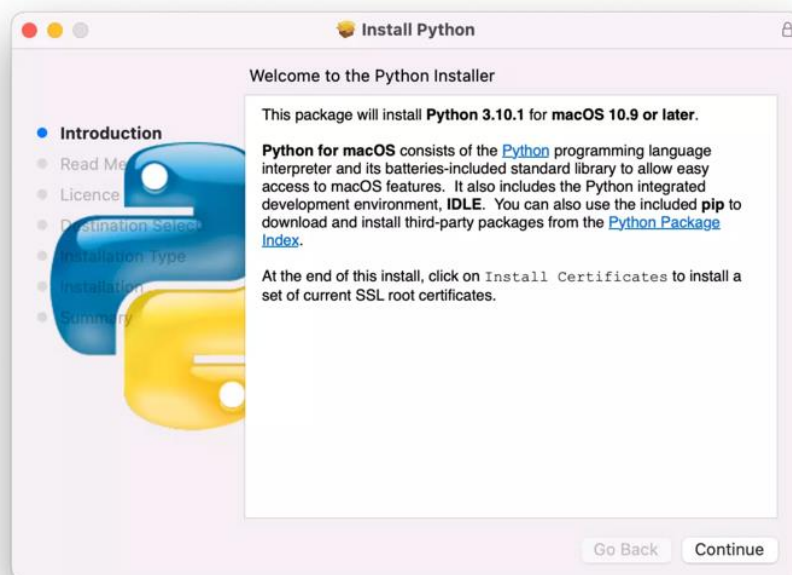 Install Python
Welcome to the Python Installer
Introduction
Read Me
Licence
Destination Select
Installation Type
Installation
Summary
This package will install Python 3.10.1 for macOS 10.9 or later.
Python for macOS consists of the Python programming language
interpreter and its batteries-included standard library to allow easy
access to macOS features. It also includes the Python integrated
development environment, IDLE. You can also use the included pip to
download and install third-party packages from the Python Package
Index.
At the end of this install, click on Install Certificates to install a
set of current SSL root certificates.
Go Back
Continue